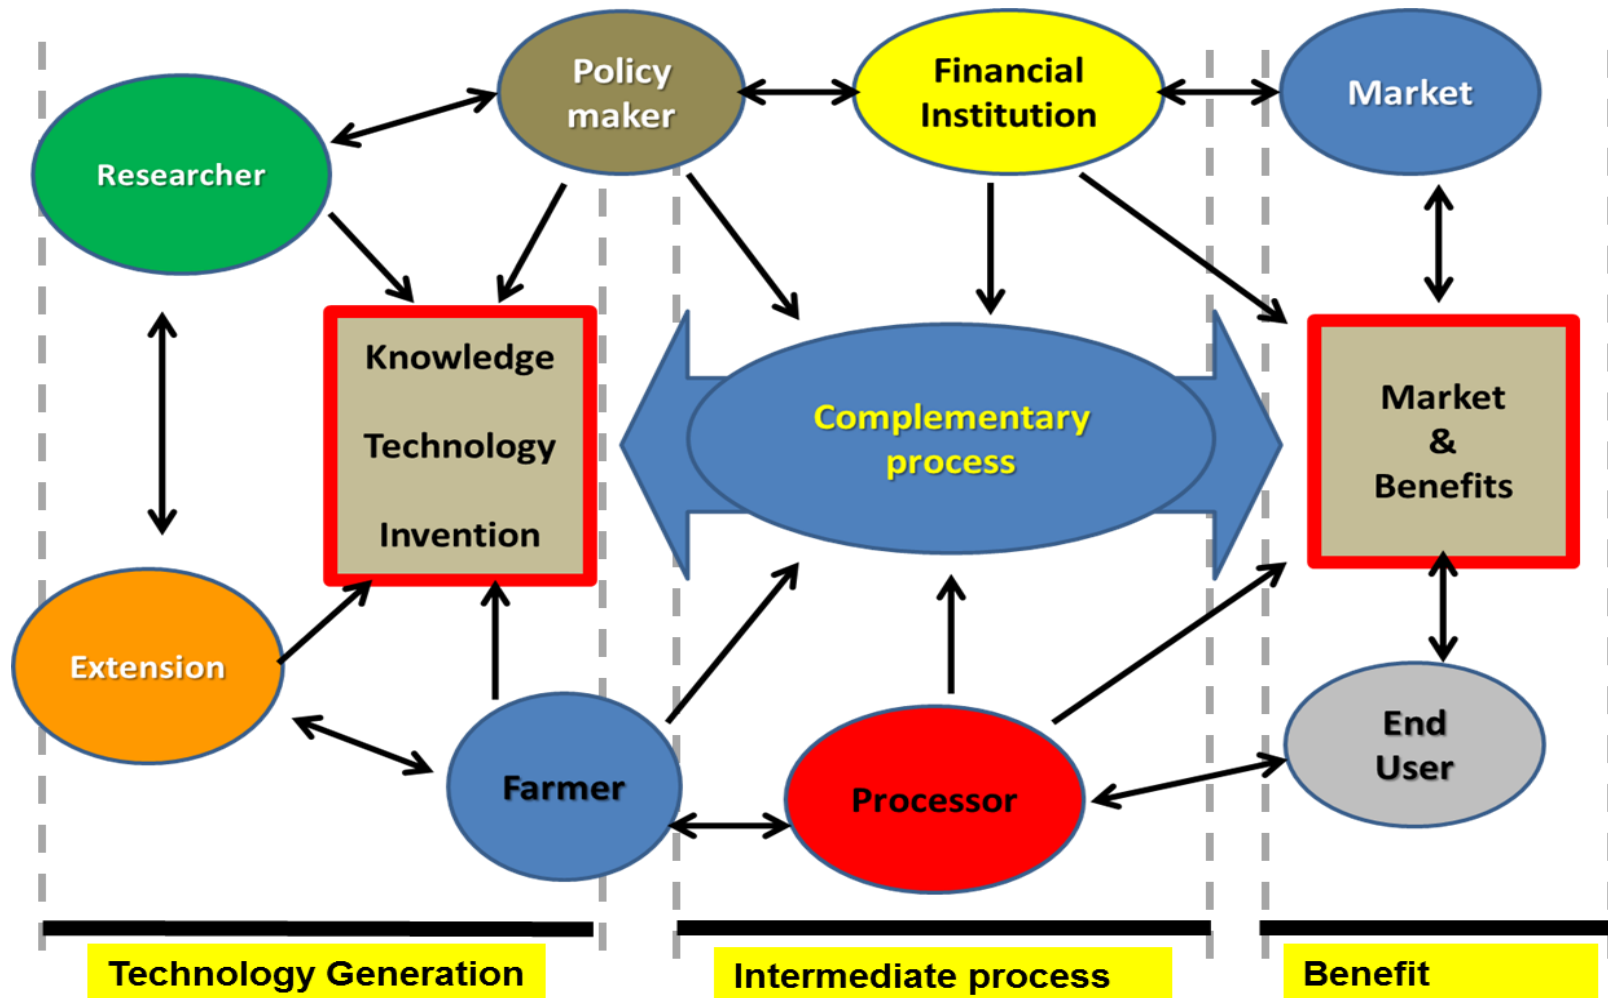 Policy
maker
Financial
Institution
Market
Researcher
Knowledge
Technology
Invention
Complementary
process
Market
&
Benefits
Extension
Farmer
Processor
End
User
Technology Generation
Intermediate process
Benefit